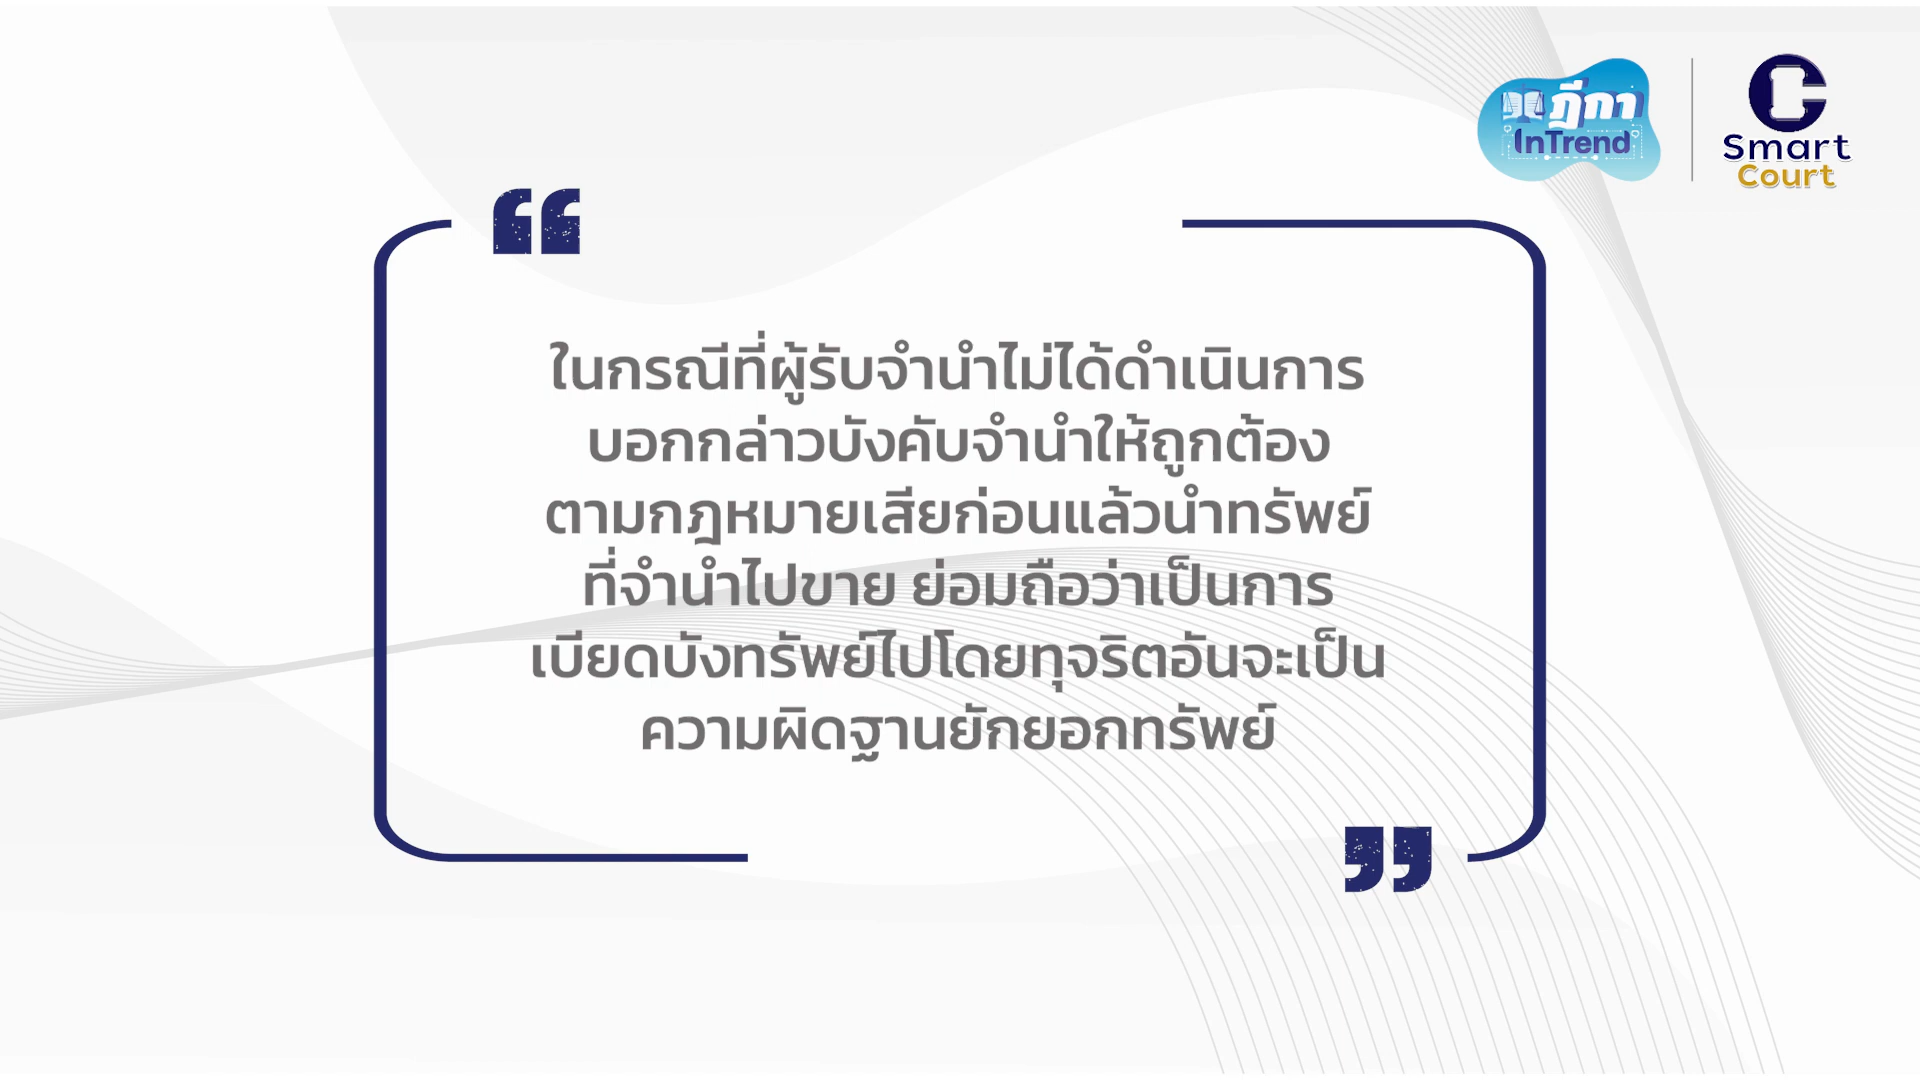 ฎีกา
InTrend
Smart
Court
ในกรณีที่ผู้รับจำนำไม่ได้ดำเนินการ
บอกกล่าวบังคับจำนำให้ถูกต้อง
ตามกฎหมายเสียก่อนแล้วนำทรัพย์
ที่จำนำไปขาย ย่อมถือว่าเป็นการ
เบียดบังทรัพย์ไปโดยทุจริตอันจะเป็น
ความผิดฐานยักยอกทรัพย์